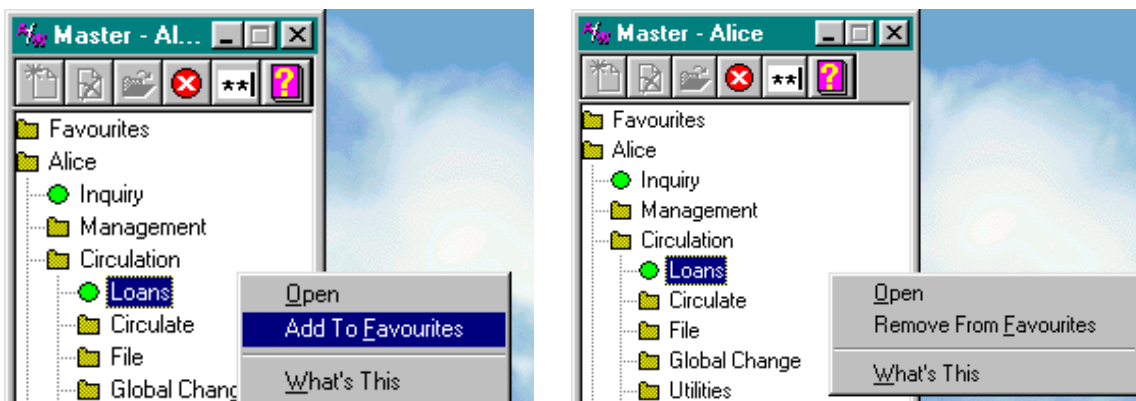 Master - Al...
**|
?
Favourites
Alice
Inquiry
Management
Circulation
Loans
Circulate
File
Global Chang
Open
Add To Favourites
What's This
Master - Alice
**|
?
Favourites
Alice
Inquiry
Management
Circulation
Loans
Circulate
File
Global Change
Utilities
Open
Remove From Favourites
What's This